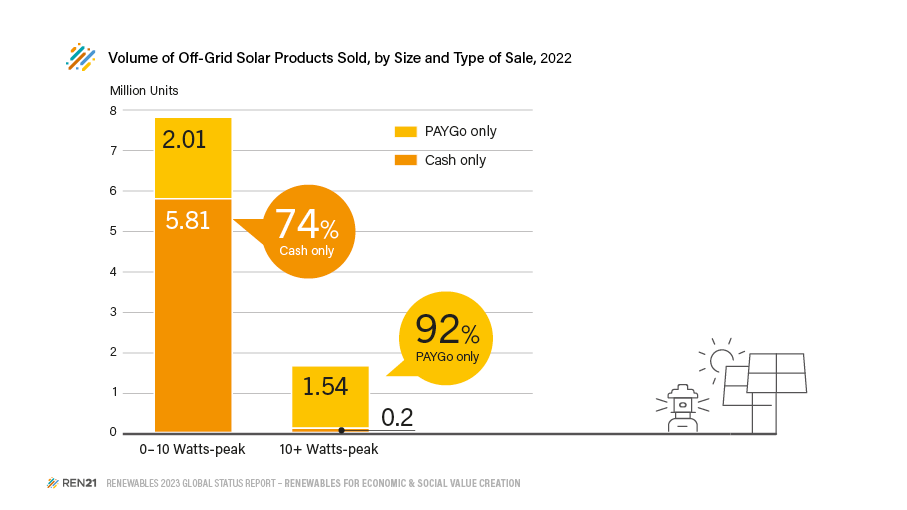 Volume of Off-Grid Solar Products Sold, by Size and Type of Sale, 2022
Million Units
8
7
6
5
4
3
2
1
0
2.01
5.81
PAYGo only
Cash only
74%
Cash only
92%
PAYGo only
1.54
0.2
0–10 Watts-peak
10+ Watts-peak
REN21 RENEWABLES 2023 GLOBAL STATUS REPORT – RENEWABLES FOR ECONOMIC & SOCIAL VALUE CREATION